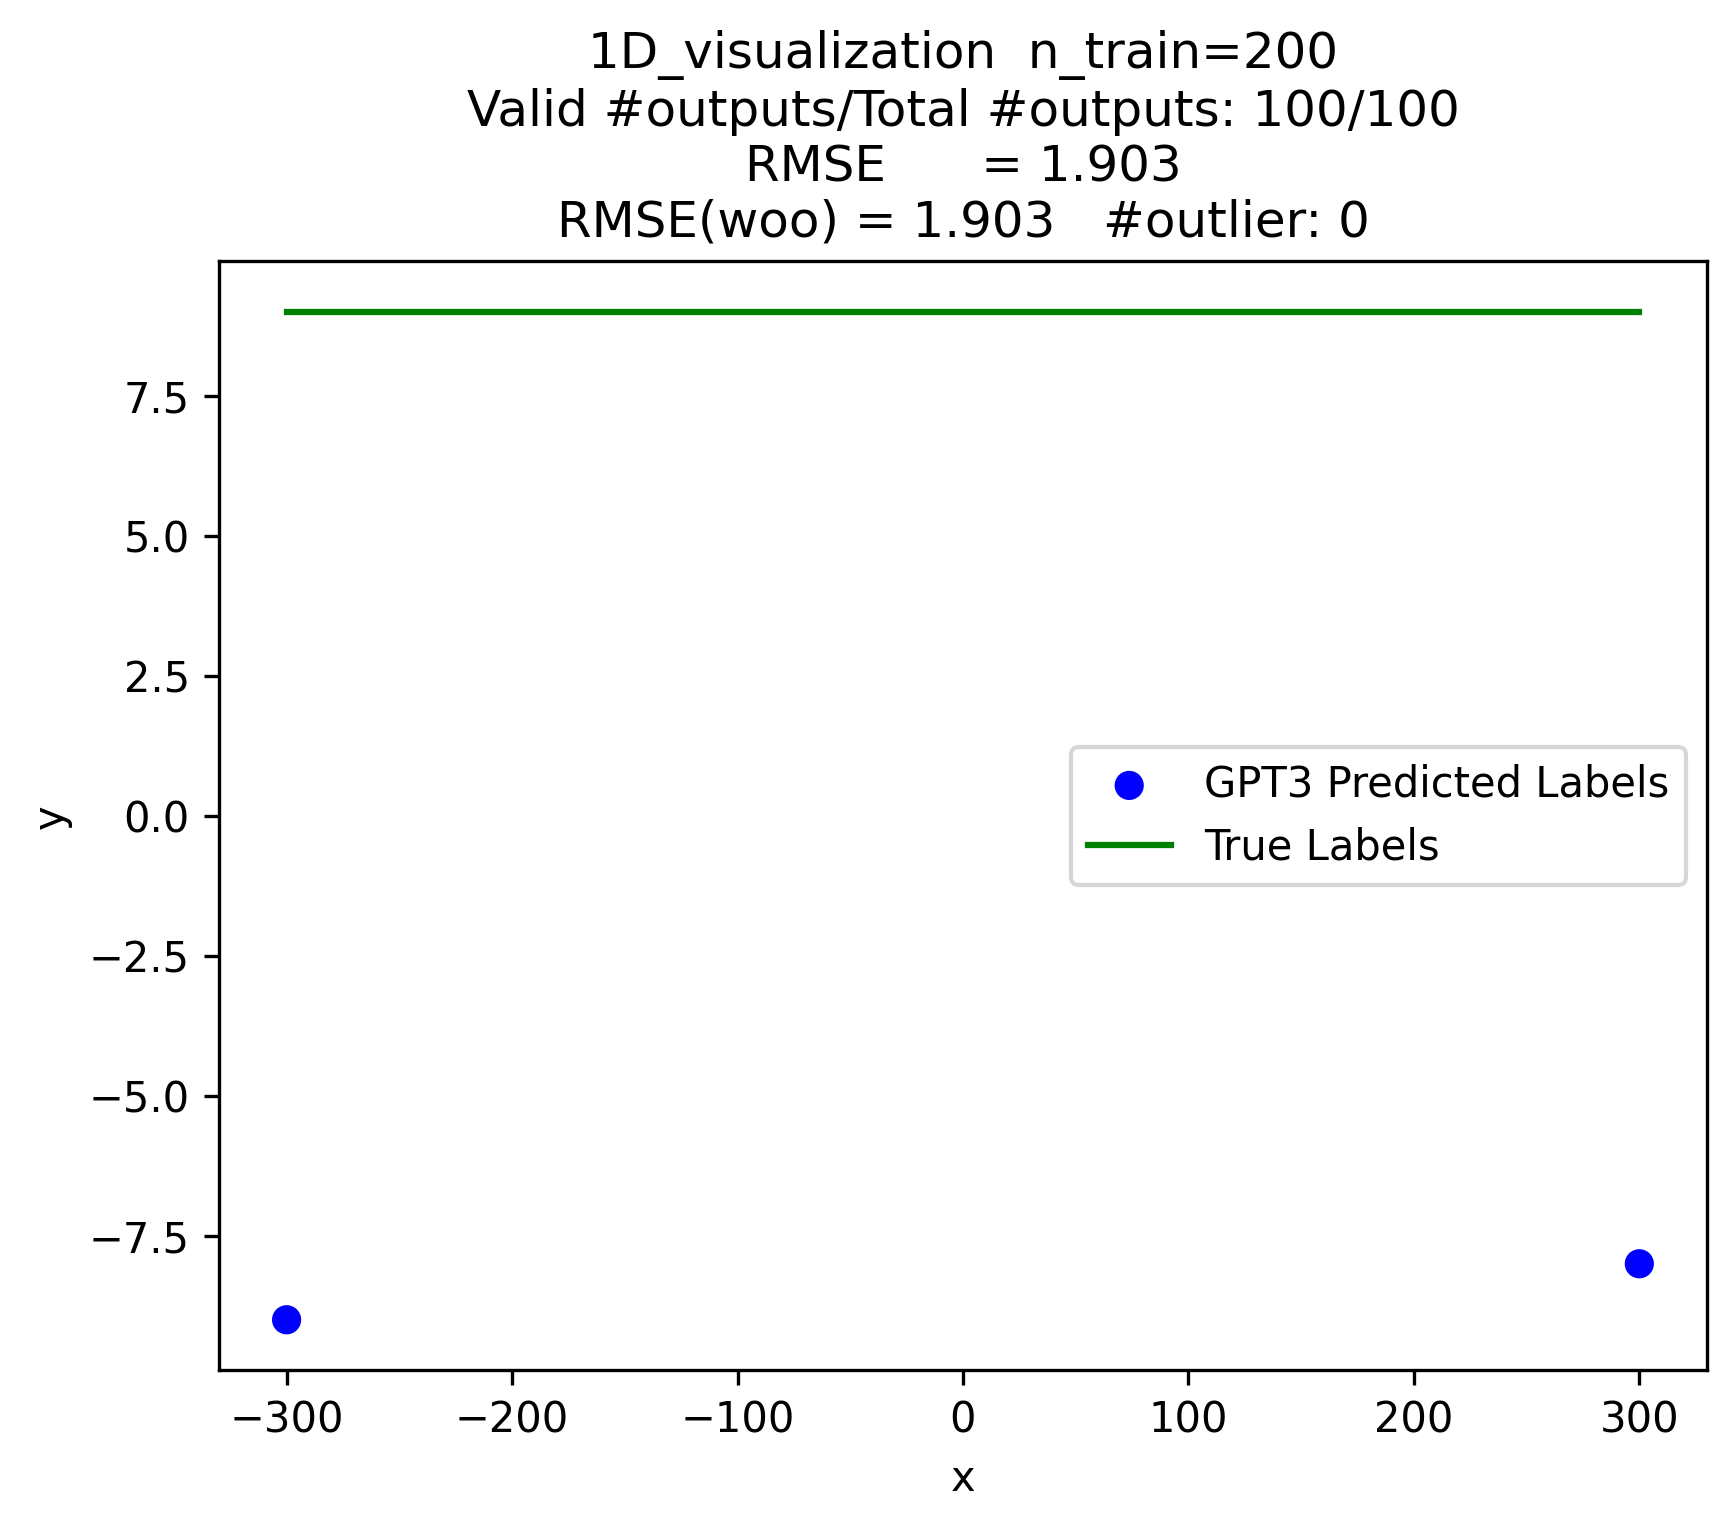 1D_visualization  n_train=200
Valid #outputs/Total #outputs: 100/100
RMSE      = 1.903
RMSE(woo) = 1.903   #outlier: 0
7.5
5.0
2.5
0.0
−2.5
−5.0
−7.5
y
GPT3 Predicted Labels
True Labels
−300 −200 −100 0 100 200 300
x